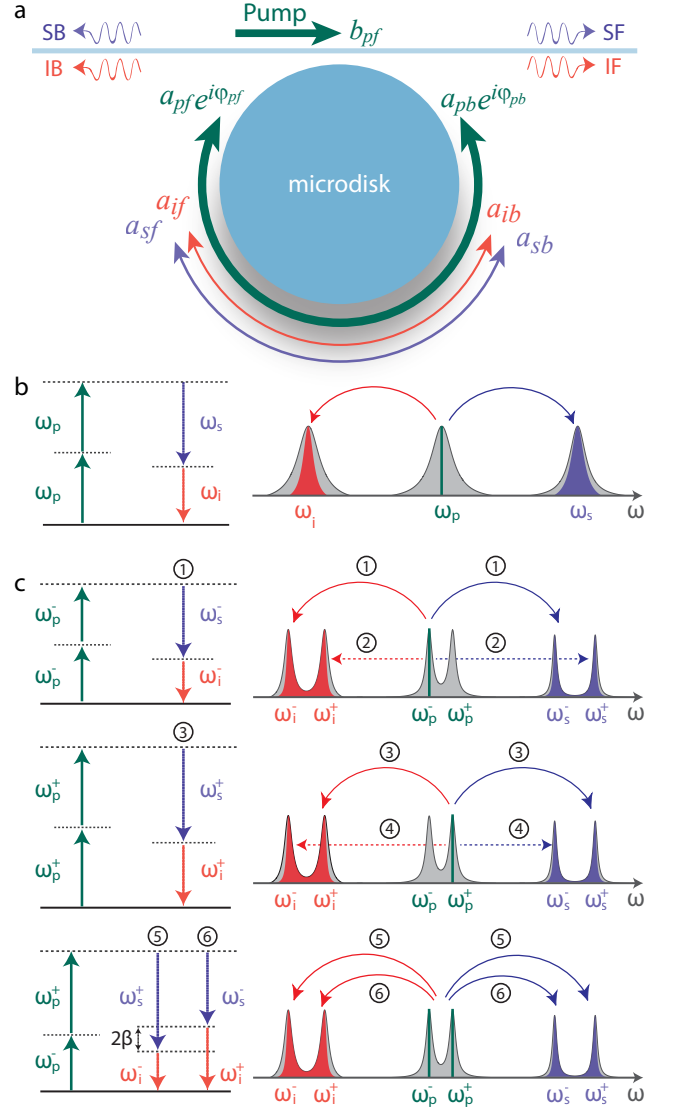 a
Pump
b_pf
SB
SF
IB
IF
a_pf e^iφ_pf
a_pb e^iφ_pb
microdisk
a_if
a_ib
a_sf
a_sb
b
ω_p
ω_s
ω_p
ω_i
ω_i
ω_p
ω_s
ω
c
①
①
①
ω_p^-
ω_s^-
②
②
ω_p^-
ω_i^-
ω_i^- ω_i^+
ω_p^- ω_p^+
ω_s^- ω_s^+
ω
③
③
③
ω_p^+
ω_s^+
④
④
ω_p^+
ω_i^+
ω_i^- ω_i^+
ω_p^- ω_p^+
ω_s^- ω_s^+
ω
⑤ ⑥
⑤
⑤
ω_p^+
ω_s^+
ω_s^-
⑥
⑥
2β
ω_p^-
ω_i^-
ω_i^+
ω_i^- ω_i^+
ω_p^- ω_p^+
ω_s^- ω_s^+
ω